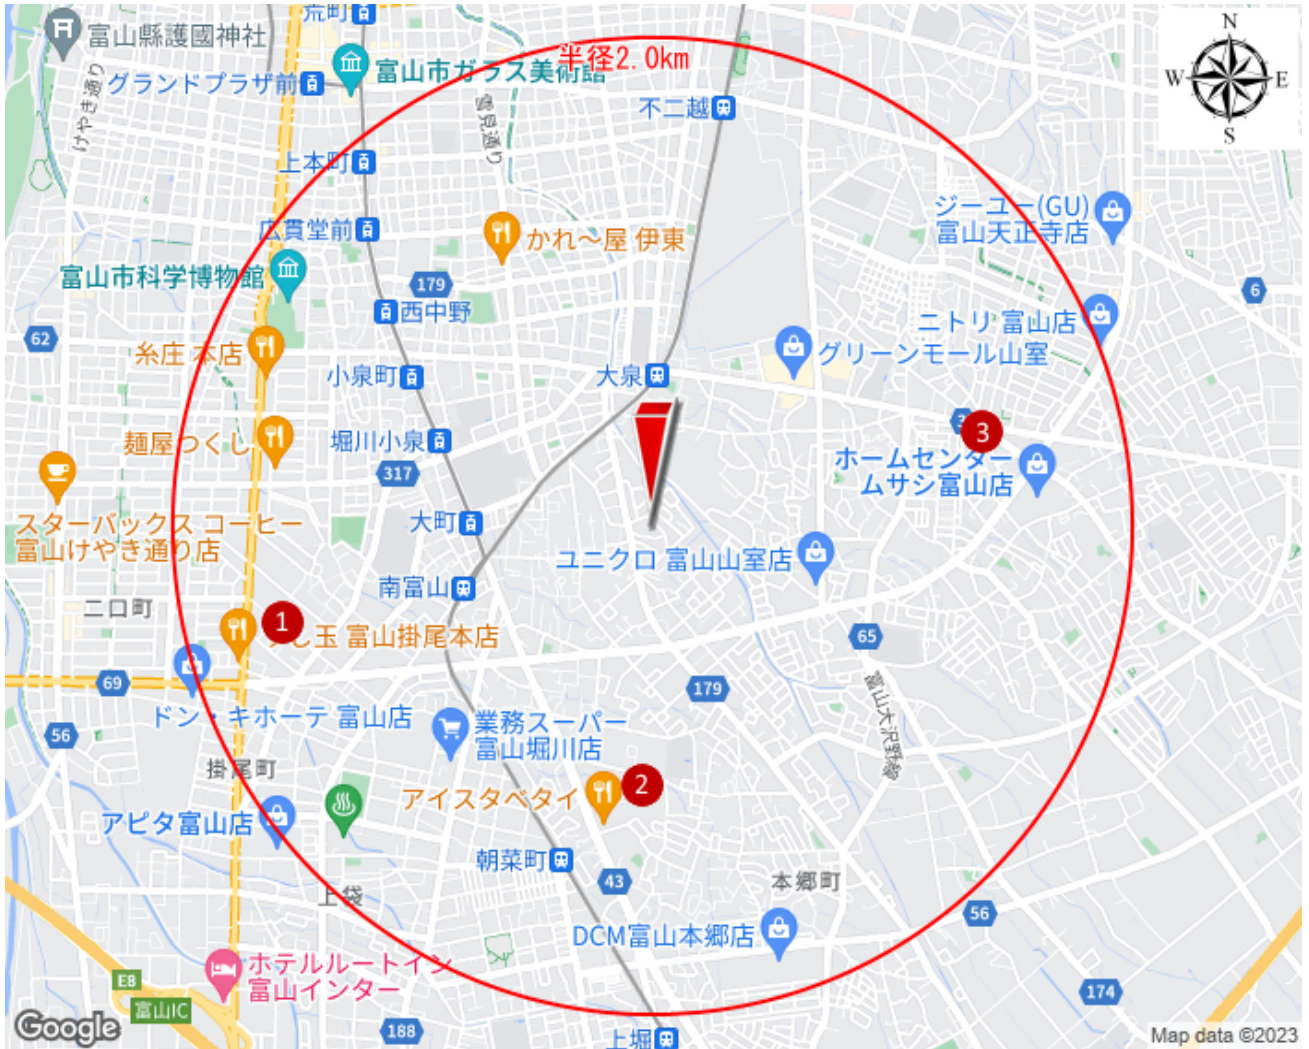 荒町
N
富山縣護國神社
半径2.0km
富山市ガラス美術館
グランドプラザ前
W
E
けやき通り
雪見通り
不二越
S
上本町
ジーユー(GU)
富山天正寺店
広貫堂前
かれ～屋 伊東
富山市科学博物館
179
6
西中野
ニトリ 富山店
62
糸庄 本店
グリーンモール山室
小泉町
大泉
3
麺屋つくし
堀川小泉
317
ホームセンター
ムサシ富山店
スターバックス コーヒー
富山けやき通り店
大町
ユニクロ 富山山室店
南富山
二口町
1
し玉 富山掛尾本店
65
69
179
富山大沢野線
ドン・キホーテ 富山店
業務スーパー
富山堀川店
56
掛尾町
2
アイスタベタイ
アピタ富山店
朝菜町
43
本郷町
上袋
56
DCM富山本郷店
ホテルルートイン
富山インター
E8
富山IC
174
Google
188
上堀
Map data ©2023